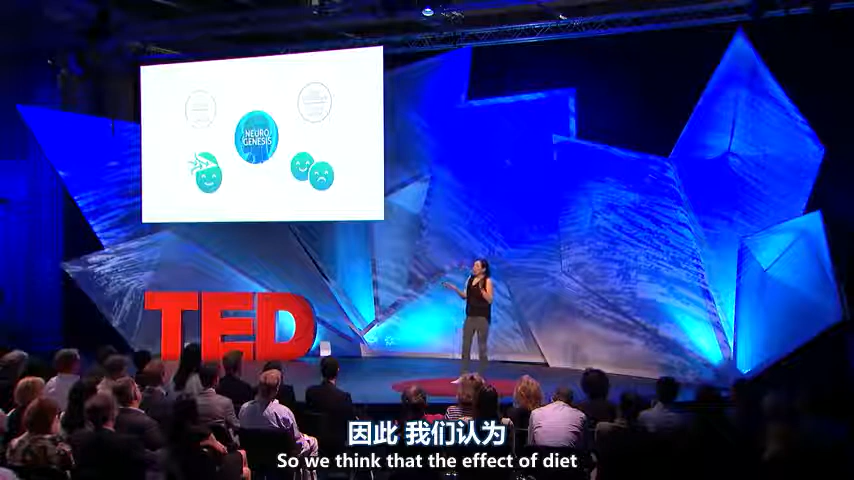 NEURO
GENESIS
TED
因此 我们认为
So we think that the effect of diet